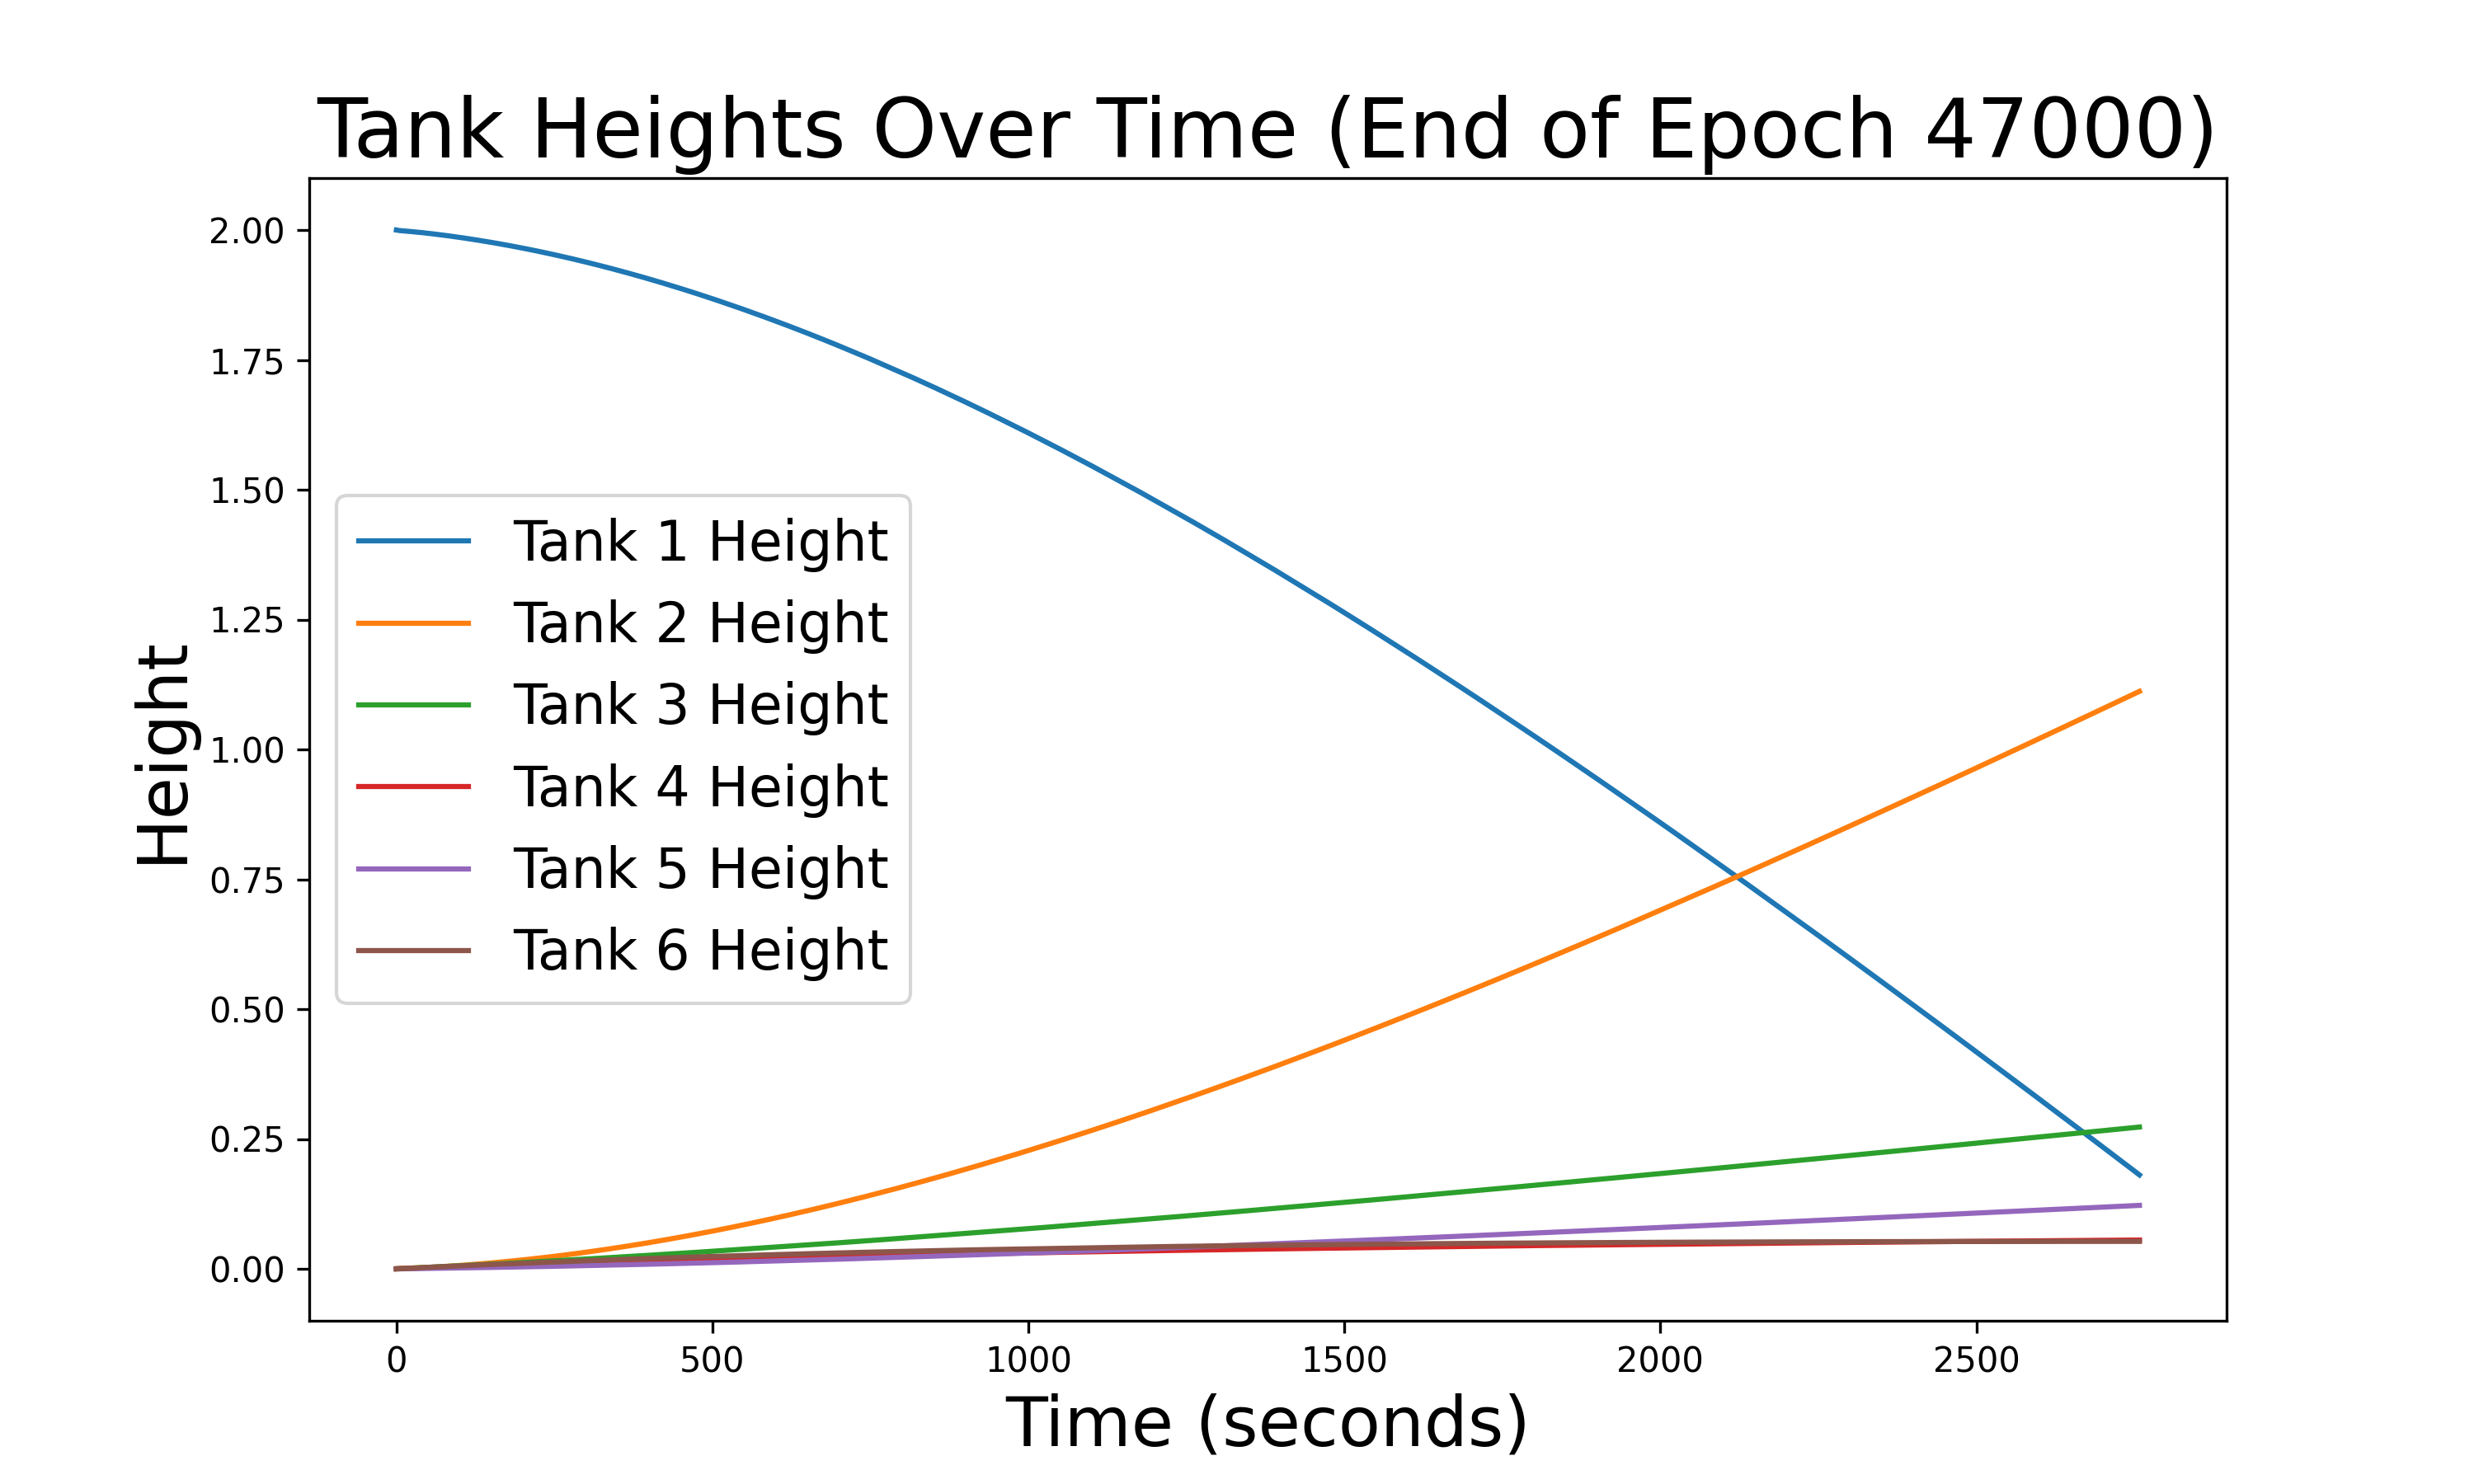 Tank Heights Over Time (End of Epoch 47000)
2.00
1.75
1.50
1.25
1.00
0.75
0.50
0.25
0.00
Height
Tank 1 Height
Tank 2 Height
Tank 3 Height
Tank 4 Height
Tank 5 Height
Tank 6 Height
0 500 1000 1500 2000 2500
Time (seconds)